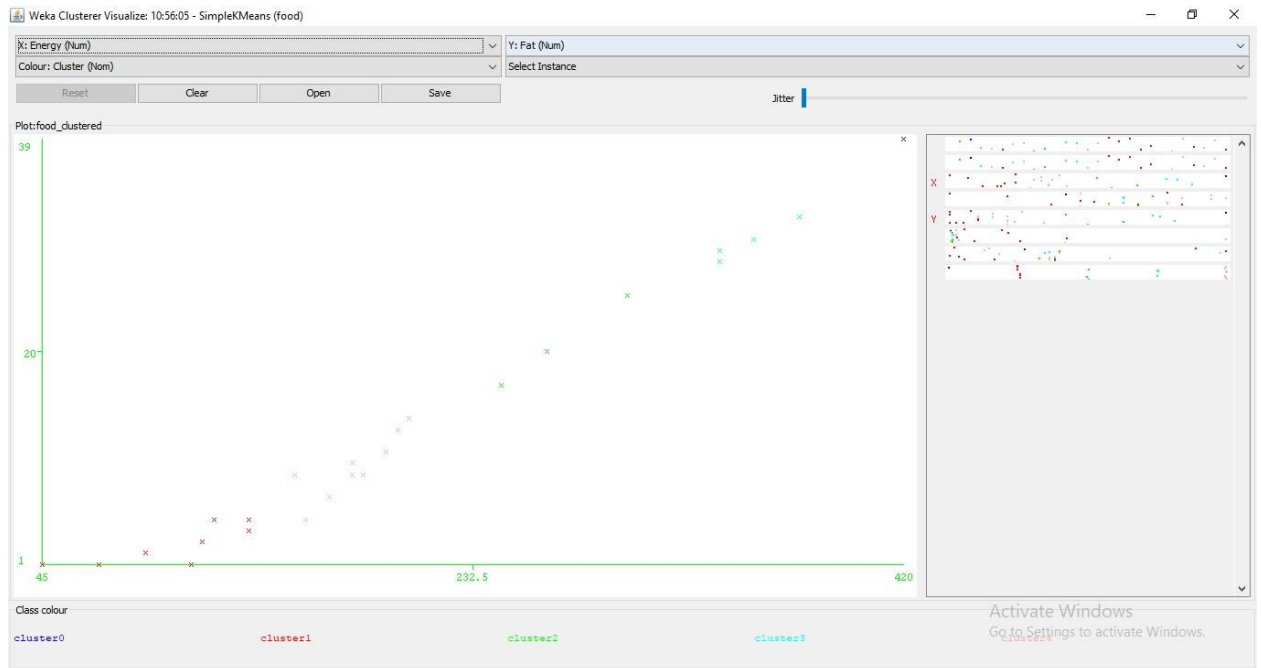 Weka Clusterer Visualize: 10:56:05 - SimpleKMeans (food)
X: Energy (Num) Y: Fat (Num)
Colour: Cluster (Nom) Select Instance
Reset Clear Open Save Jitter
Plot:food_clustered
39
X
Y
20
1
45 232.5 420
Class colour
Activate Windows
cluster0 cluster1 cluster2 cluster3 cluster4
Go to Settings to activate Windows.